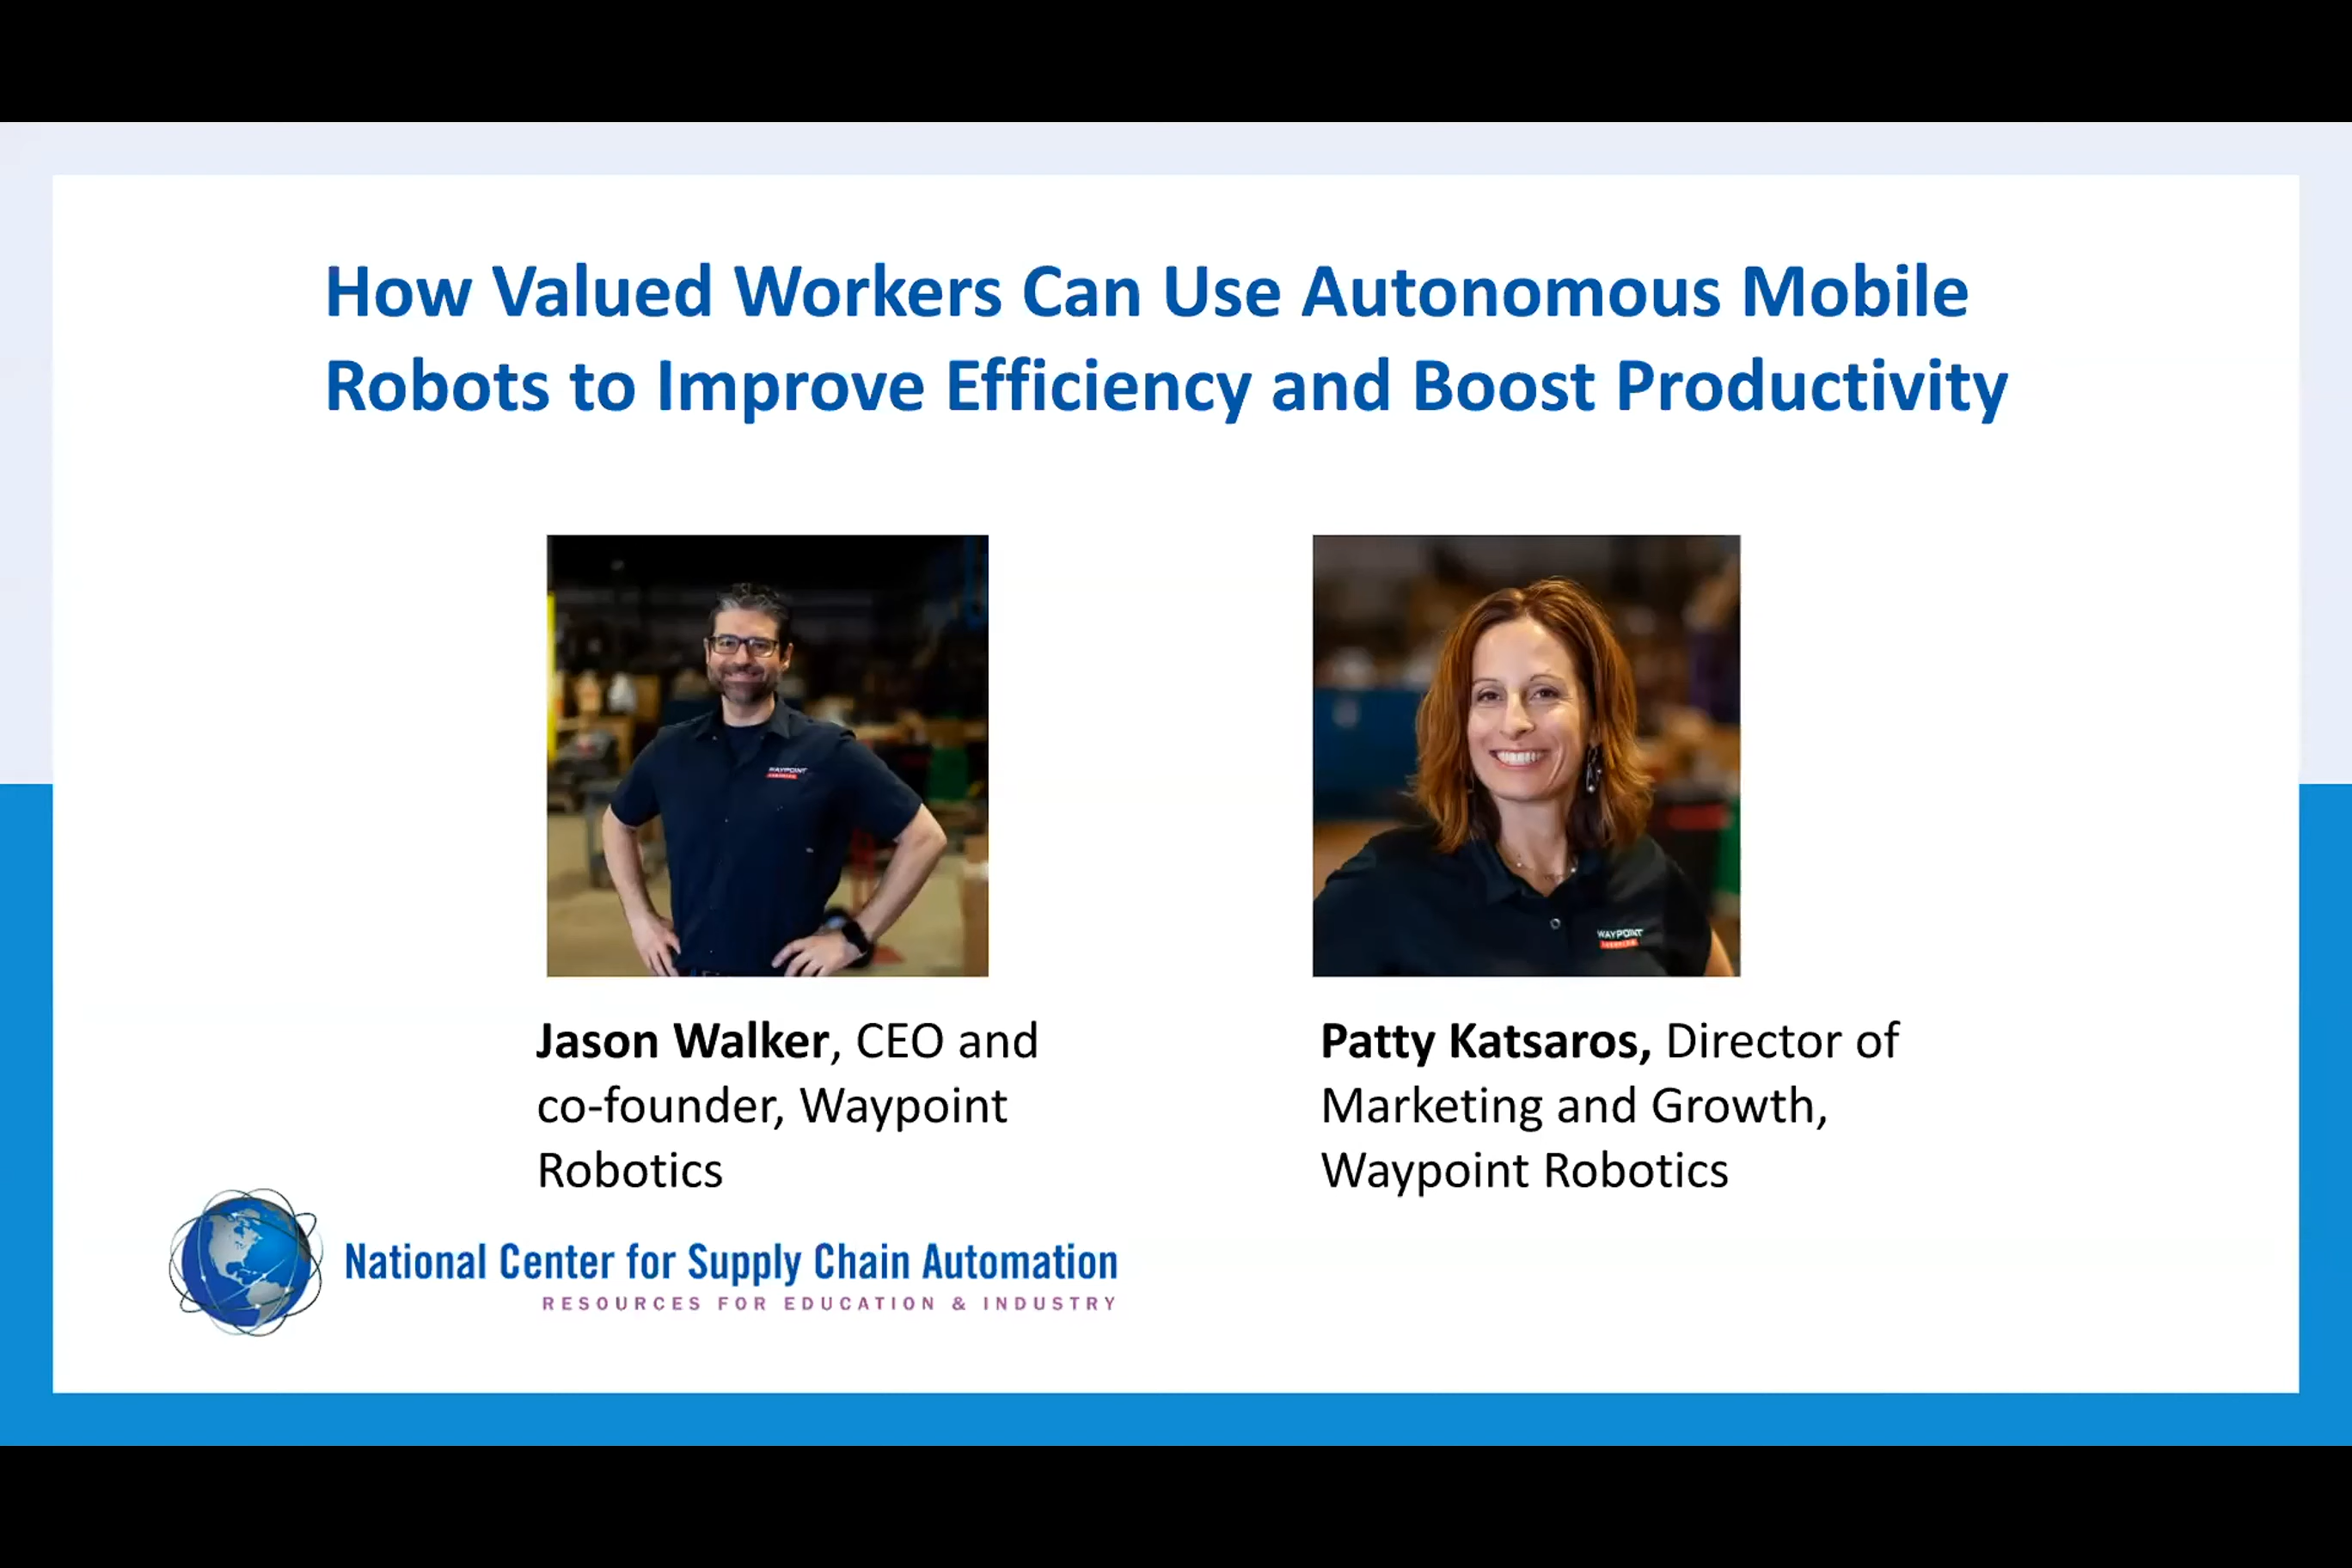 How Valued Workers Can Use Autonomous Mobile
Robots to Improve Efficiency and Boost Productivity
WAYPOINT
WAYPOINT
Jason Walker, CEO and
co-founder, Waypoint
Robotics
Patty Katsaros, Director of
Marketing and Growth,
Waypoint Robotics
National Center for Supply Chain Automation
RESOURCES FOR EDUCATION & INDUSTRY